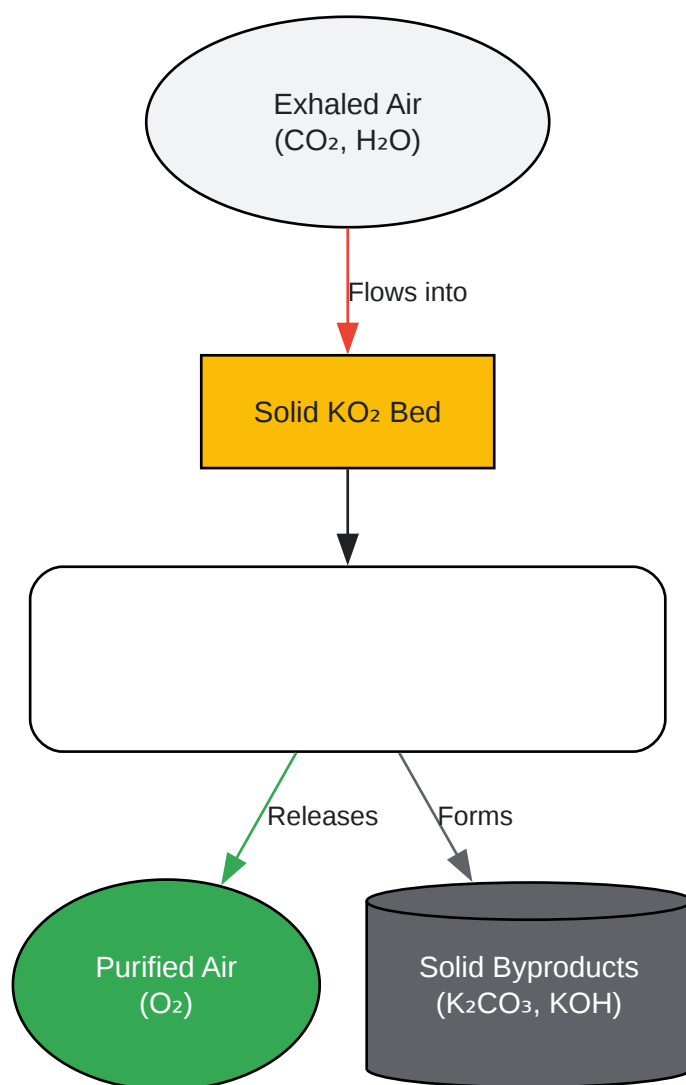 Exhaled Air
(CO₂, H₂O)
Flows into
Solid KO₂ Bed
Releases
Forms
Purified Air
(O₂)
Solid Byproducts
(K₂CO₃, KOH)